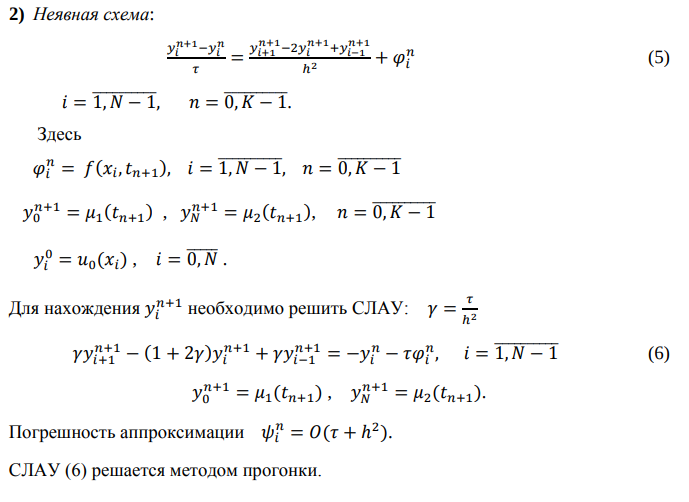 2) Неявная схема:
$\frac{y_i^{n+1}-y_i^n}{\tau} = \frac{y_{i+1}^{n+1}-2y_i^{n+1}+y_{i-1}^{n+1}}{h^2} + \varphi_i^n$ (5)
$i = \overline{1, N-1}, \quad n = \overline{0, K-1}.$
Здесь
$\varphi_i^n = f(x_i, t_{n+1}), \quad i = \overline{1, N-1}, \quad n = \overline{0, K-1}$
$y_0^{n+1} = \mu_1(t_{n+1}) \, , \quad y_N^{n+1} = \mu_2(t_{n+1}), \quad n = \overline{0, K-1}$
$y_i^0 = u_0(x_i) \, , \quad i = \overline{0, N} \, .$
Для нахождения $y_i^{n+1}$ необходимо решить СЛАУ: $\gamma = \frac{\tau}{h^2}$
$\gamma y_{i+1}^{n+1} - (1 + 2\gamma) y_i^{n+1} + \gamma y_{i-1}^{n+1} = -y_i^n - \tau \varphi_i^n, \quad i = \overline{1, N-1}$ (6)
$y_0^{n+1} = \mu_1(t_{n+1}) \, , \quad y_N^{n+1} = \mu_2(t_{n+1}).$
Погрешность аппроксимации $\psi_i^n = O(\tau + h^2).$
СЛАУ (6) решается методом прогонки.